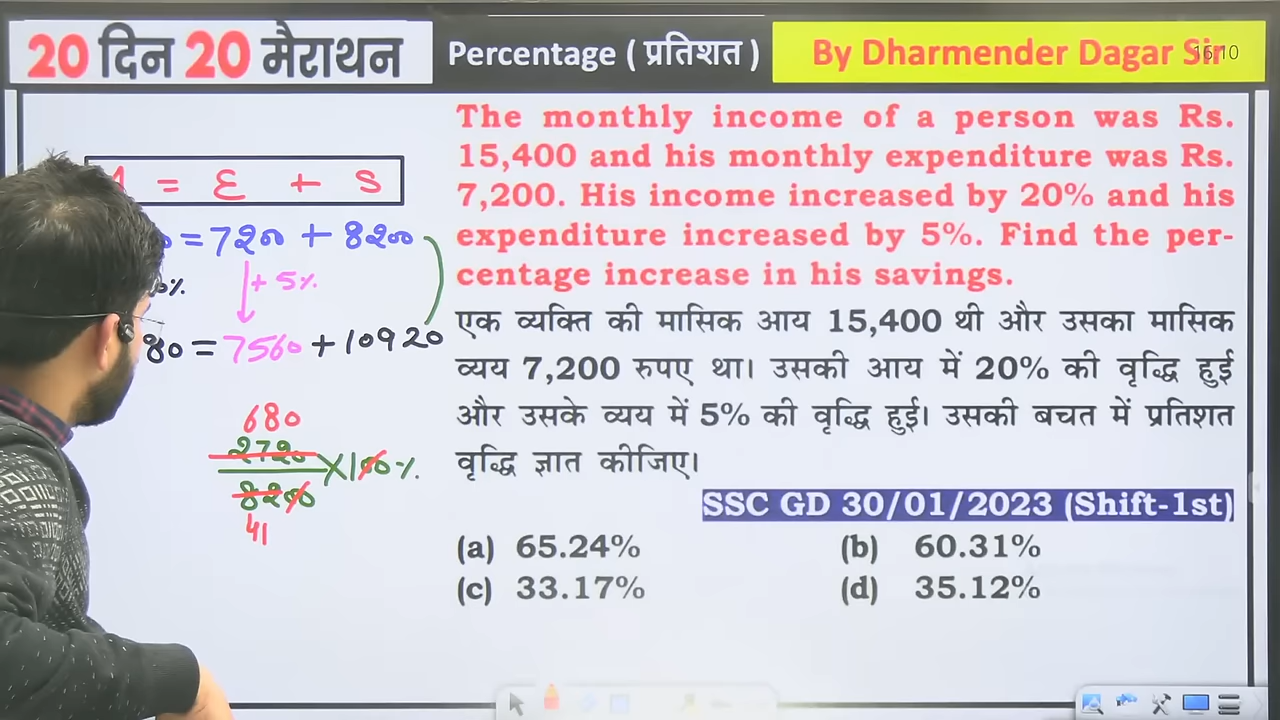 20 दिन 20 मैराथन
Percentage ( प्रतिशत )
By Dharmender Dagar Sir
16:10
The monthly income of a person was Rs.
15,400 and his monthly expenditure was Rs.
7,200. His income increased by 20% and his
expenditure increased by 5%. Find the per-
centage increase in his savings.
एक व्यक्ति की मासिक आय 15,400 थी और उसका मासिक
व्यय 7,200 रुपए था। उसकी आय में 20% की वृद्धि हुई
और उसके व्यय में 5% की वृद्धि हुई। उसकी बचत में प्रतिशत
वृद्धि ज्ञात कीजिए।
SSC GD 30/01/2023 (Shift-1st)
(a) 65.24% (b) 60.31%
(c) 33.17% (d) 35.12%
= E + S
= 7200 + 8200
+ 5%
80 = 7560 + 10920
680
2720
× 100%
8200
41